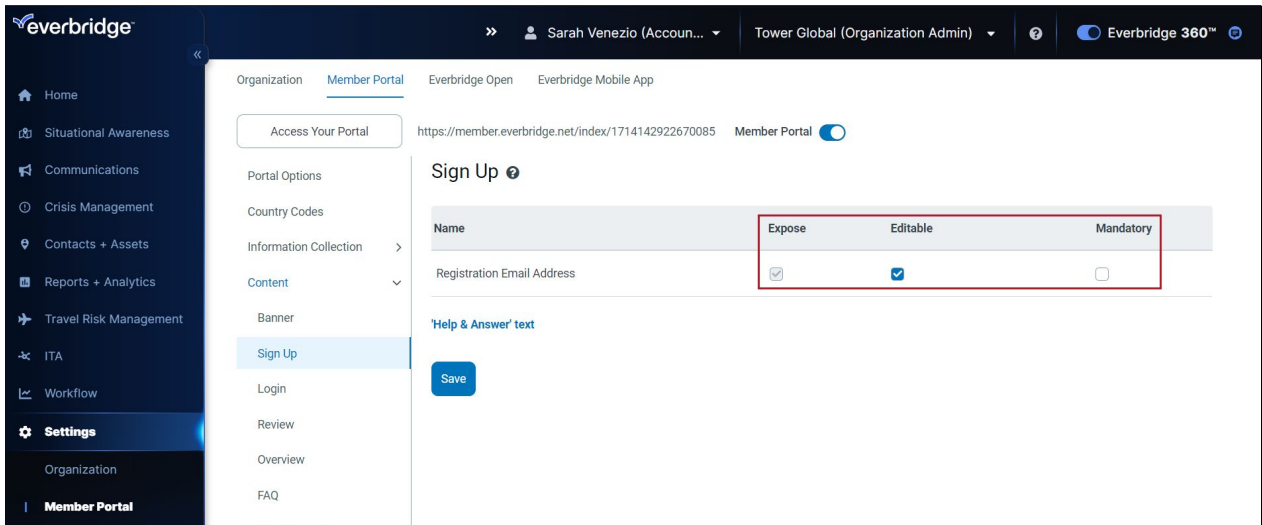 everbridge™
»
Sarah Venezio (Accoun...
Tower Global (Organization Admin)
Everbridge 360™
«
Home
Situational Awareness
Communications
Crisis Management
Contacts + Assets
Reports + Analytics
Travel Risk Management
ITA
Workflow
Settings
Organization
Member Portal
Organization
Member Portal
Everbridge Open
Everbridge Mobile App
Access Your Portal
https://member.everbridge.net/index/1714142922670085
Member Portal
Portal Options
Country Codes
Information Collection
Content
Banner
Sign Up
Login
Review
Overview
FAQ
Sign Up
Name Expose Editable Mandatory
Registration Email Address
'Help & Answer' text
Save